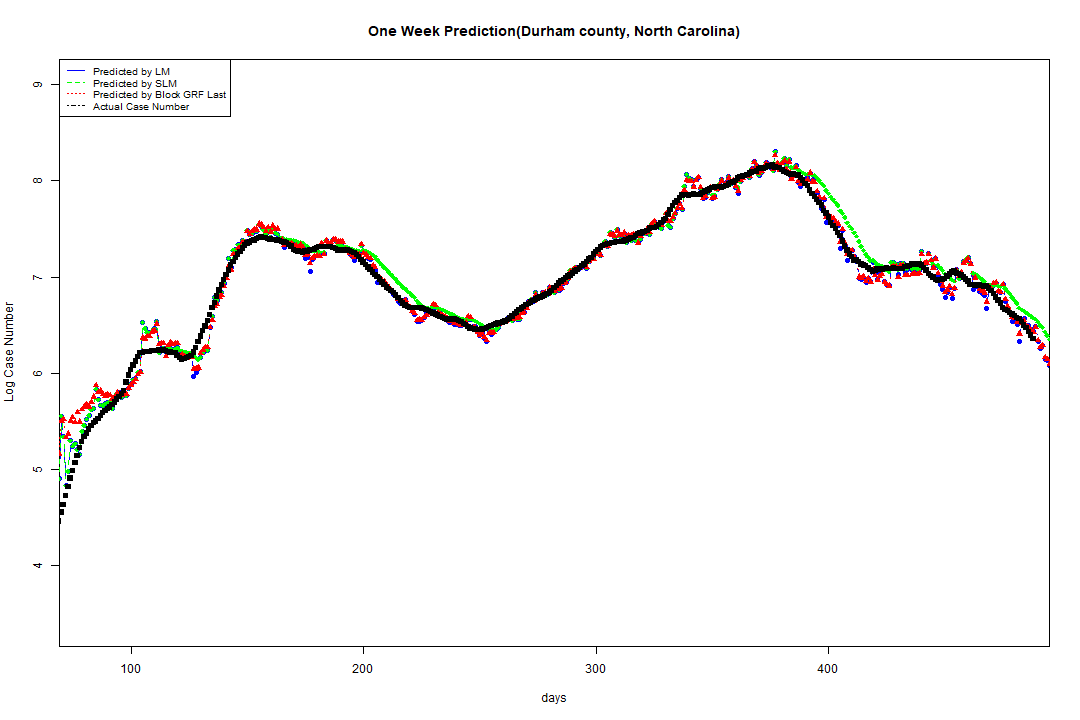 One Week Prediction(Durham county, North Carolina)
Predicted by LM
Predicted by SLM
Predicted by Block GRF Last
Actual Case Number
9
8
7
6
5
4
Log Case Number
100 200 300 400
days